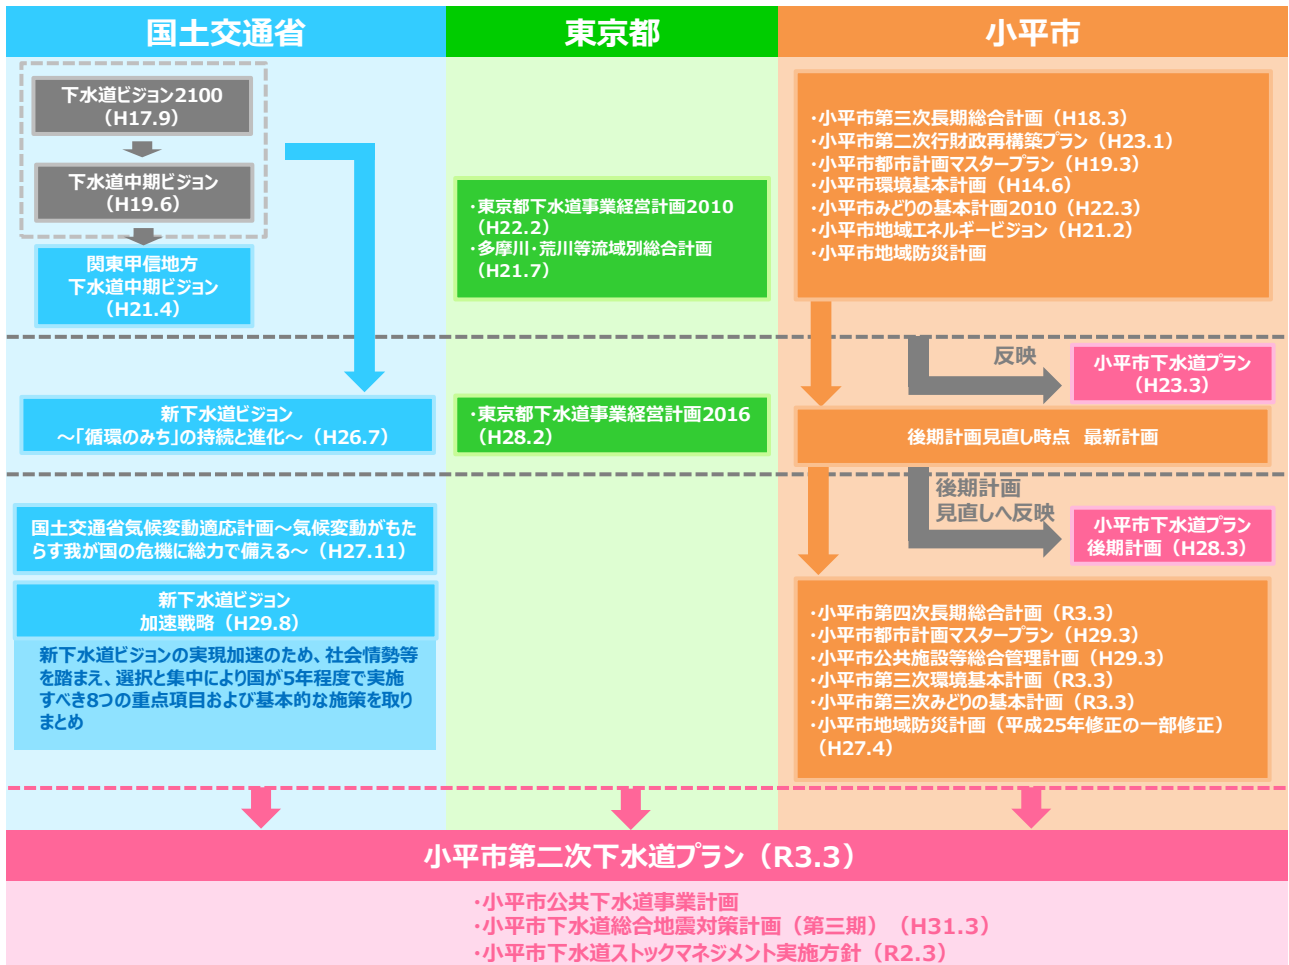 国土交通省
東京都
小平市
下水道ビジョン2100
（H17.9）
下水道中期ビジョン
（H19.6）
関東甲信地方
下水道中期ビジョン
（H21.4）
・東京都下水道事業経営計画2010
（H22.2）
・多摩川・荒川等流域別総合計画
（H21.7）
・小平市第三次長期総合計画（H18.3）
・小平市第二次行財政再構築プラン（H23.1）
・小平市都市計画マスタープラン（H19.3）
・小平市環境基本計画（H14.6）
・小平市みどりの基本計画2010（H22.3）
・小平市地域エネルギービジョン（H21.2）
・小平市地域防災計画
反映
小平市下水道プラン
（H23.3）
新下水道ビジョン
～「循環のみち」の持続と進化～（H26.7）
・東京都下水道事業経営計画2016
（H28.2）
後期計画見直し時点　最新計画
後期計画
見直しへ反映
小平市下水道プラン
後期計画（H28.3）
国土交通省気候変動適応計画～気候変動がもた
らす我が国の危機に総力で備える～（H27.11）
新下水道ビジョン
加速戦略（H29.8）
新下水道ビジョンの実現加速のため、社会情勢等
を踏まえ、選択と集中により国が5年程度で実施
すべき8つの重点項目および基本的な施策を取り
まとめ
・小平市第四次長期総合計画（R3.3）
・小平市都市計画マスタープラン（H29.3）
・小平市公共施設等総合管理計画（H29.3）
・小平市第三次環境基本計画（R3.3）
・小平市第三次みどりの基本計画（R3.3）
・小平市地域防災計画（平成25年修正の一部修正）
（H27.4）
小平市第二次下水道プラン（R3.3）
・小平市公共下水道事業計画
・小平市下水道総合地震対策計画（第三期）（H31.3）
・小平市下水道ストックマネジメント実施方針（R2.3）